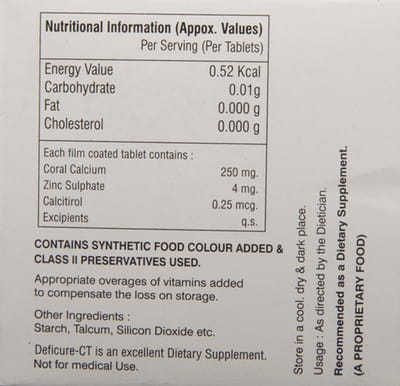 Nutritional Information (Appox. Values)
Per Serving (Per Tablets)
Energy Value 0.52 Kcal
Carbohydrate 0.01g
Fat 0.000 g
Cholesterol 0.000 g
Each film coated tablet contains :
Coral Calcium 250 mg.
Zinc Sulphate 4 mg.
Calcitirol 0.25 mcg.
Excipients q.s.
CONTAINS SYNTHETIC FOOD COLOUR ADDED &
CLASS II PRESERVATIVES USED.
Appropriate overages of vitamins added
to compensate the loss on storage.
Other Ingredients :
Starch, Talcum, Silicon Dioxide etc.
Deficure-CT is an excellent Dietary Supplement.
Not for medical Use.
Store in a cool. dry & dark place.
Usage : As directed by the Dietician.
Recommended as a Dietary Supplement.
(A PROPRIETARY FOOD)